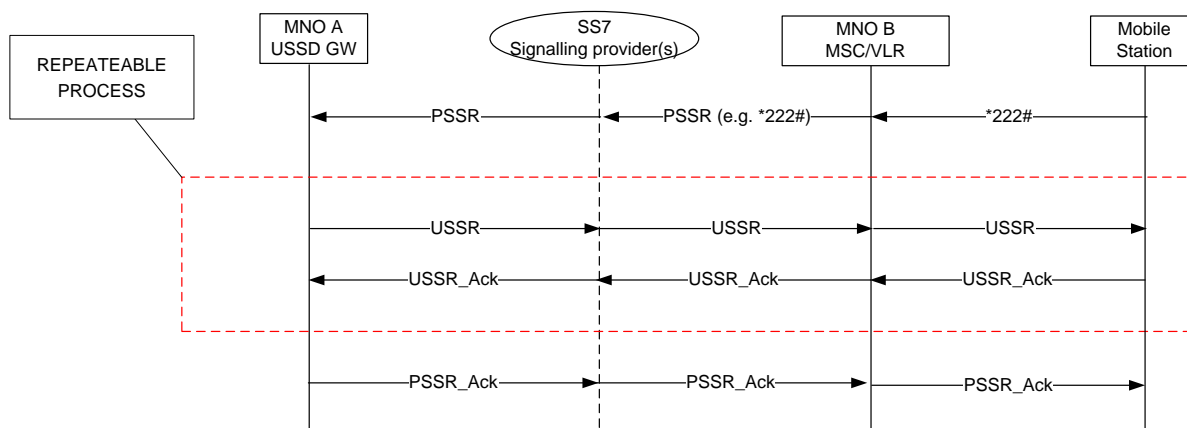 MNO A
USSD GW
SS7
Signalling provider(s)
MNO B
MSC/VLR
Mobile
Station
REPEATEABLE
PROCESS
PSSR
PSSR (e.g. *222#)
*222#
USSR
USSR
USSR
USSR_Ack
USSR_Ack
USSR_Ack
PSSR_Ack
PSSR_Ack
PSSR_Ack